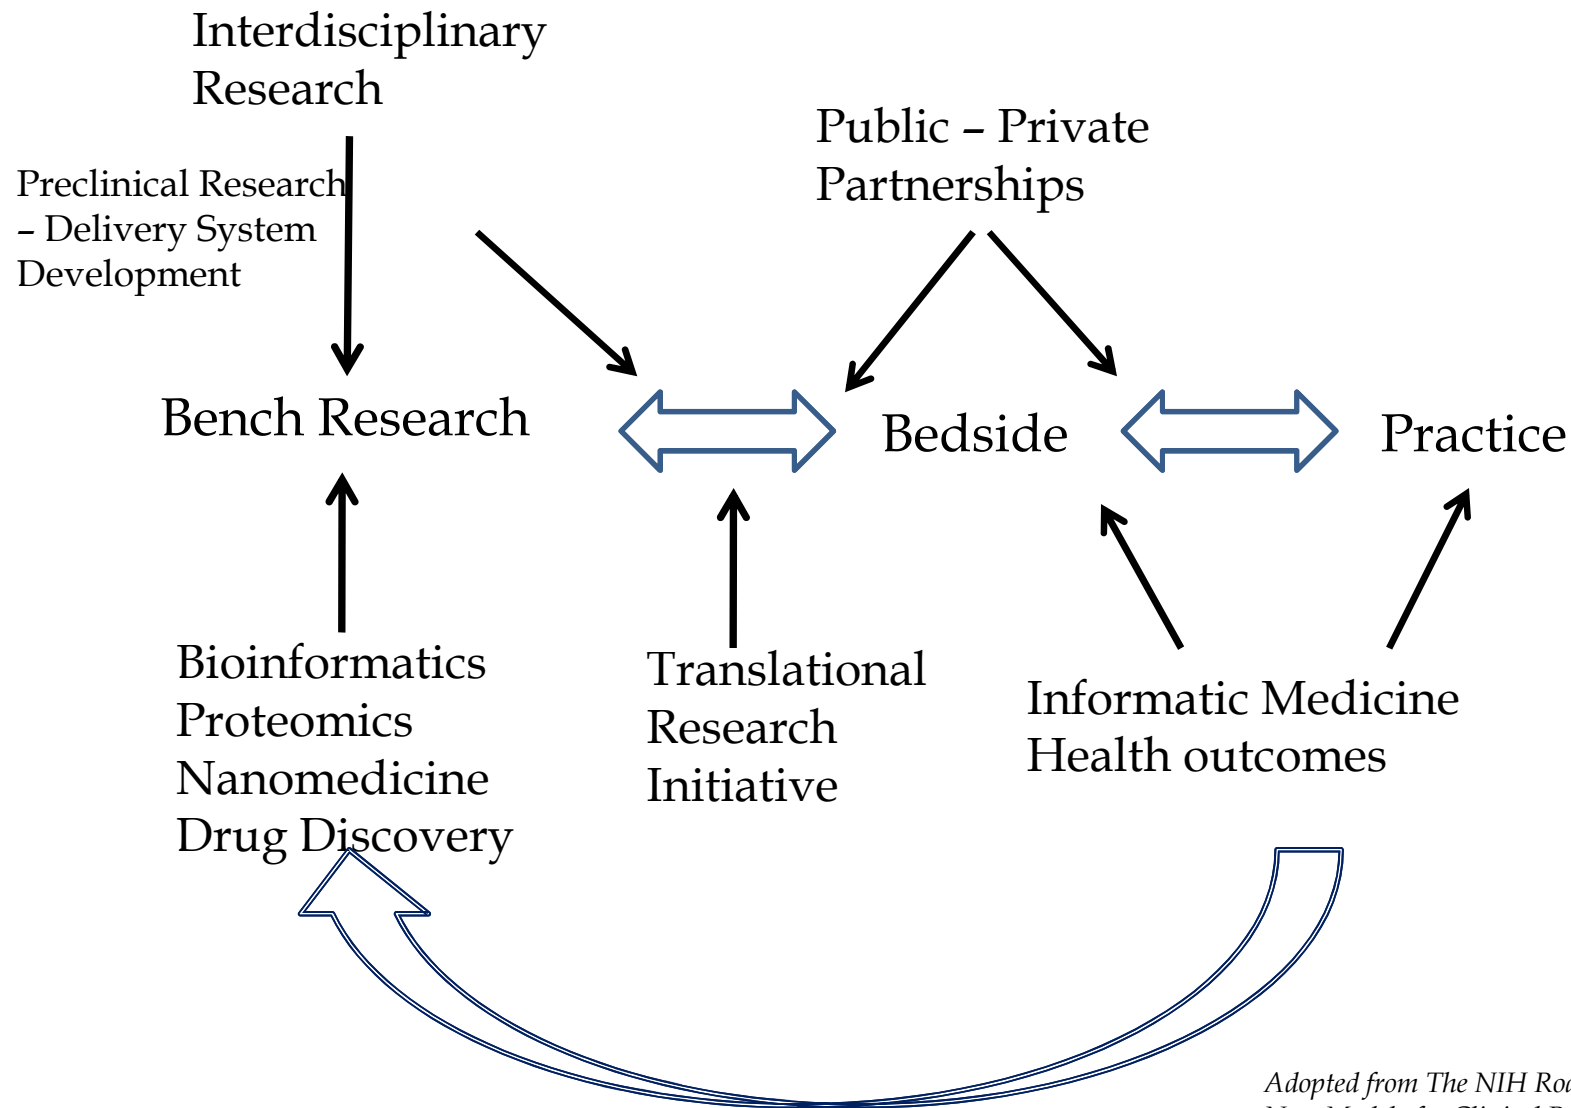 Interdisciplinary
Research
Public – Private
Partnerships
Preclinical Research
– Delivery System
Development
Bench Research
Bedside
Practice
Bioinformatics
Proteomics
Nanomedicine
Drug Discovery
Translational
Research
Initiative
Informatic Medicine
Health outcomes
Adopted from The NIH